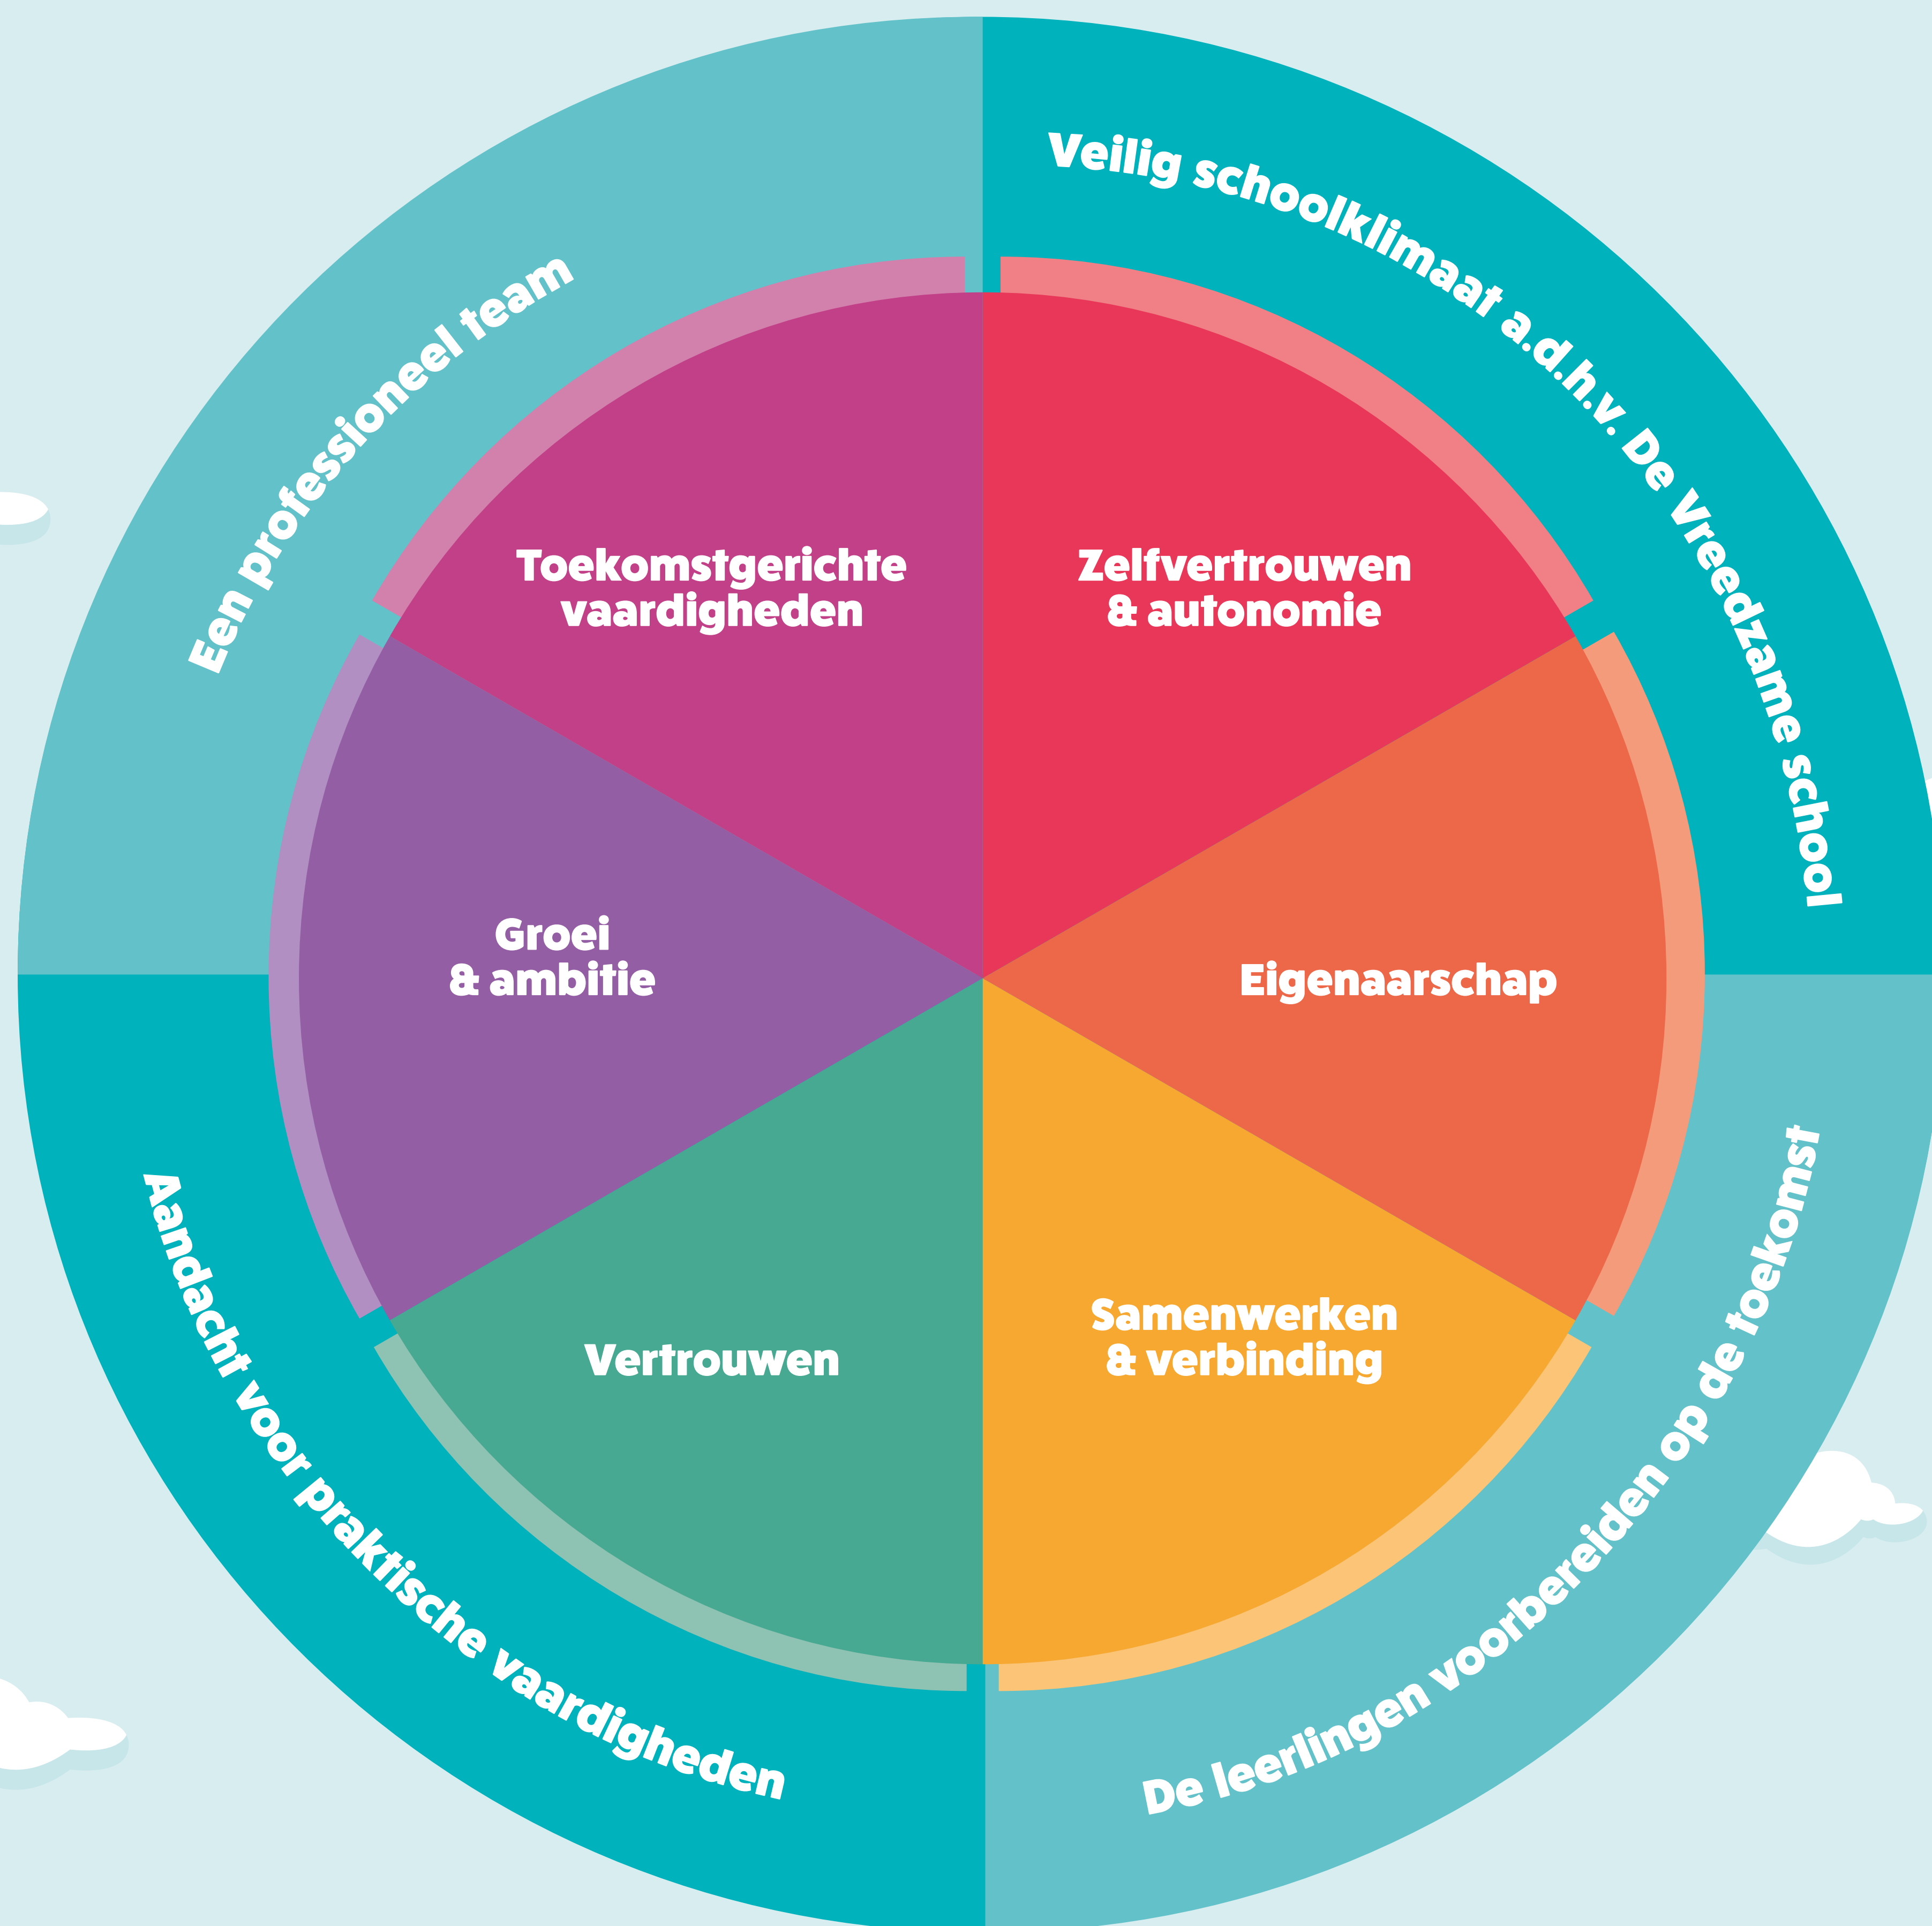 Een professioneel team
Veilig schoolklimaat a.d.h.v. De Vreedzame school
Toekomstgerichte
vaardigheden
Zelfvertrouwen
& autonomie
Groei
& ambitie
Eigenaarschap
Vertrouwen
Samenwerken
& verbinding
Aandacht voor praktische vaardigheden
De leerlingen voorbereiden op de toekomst